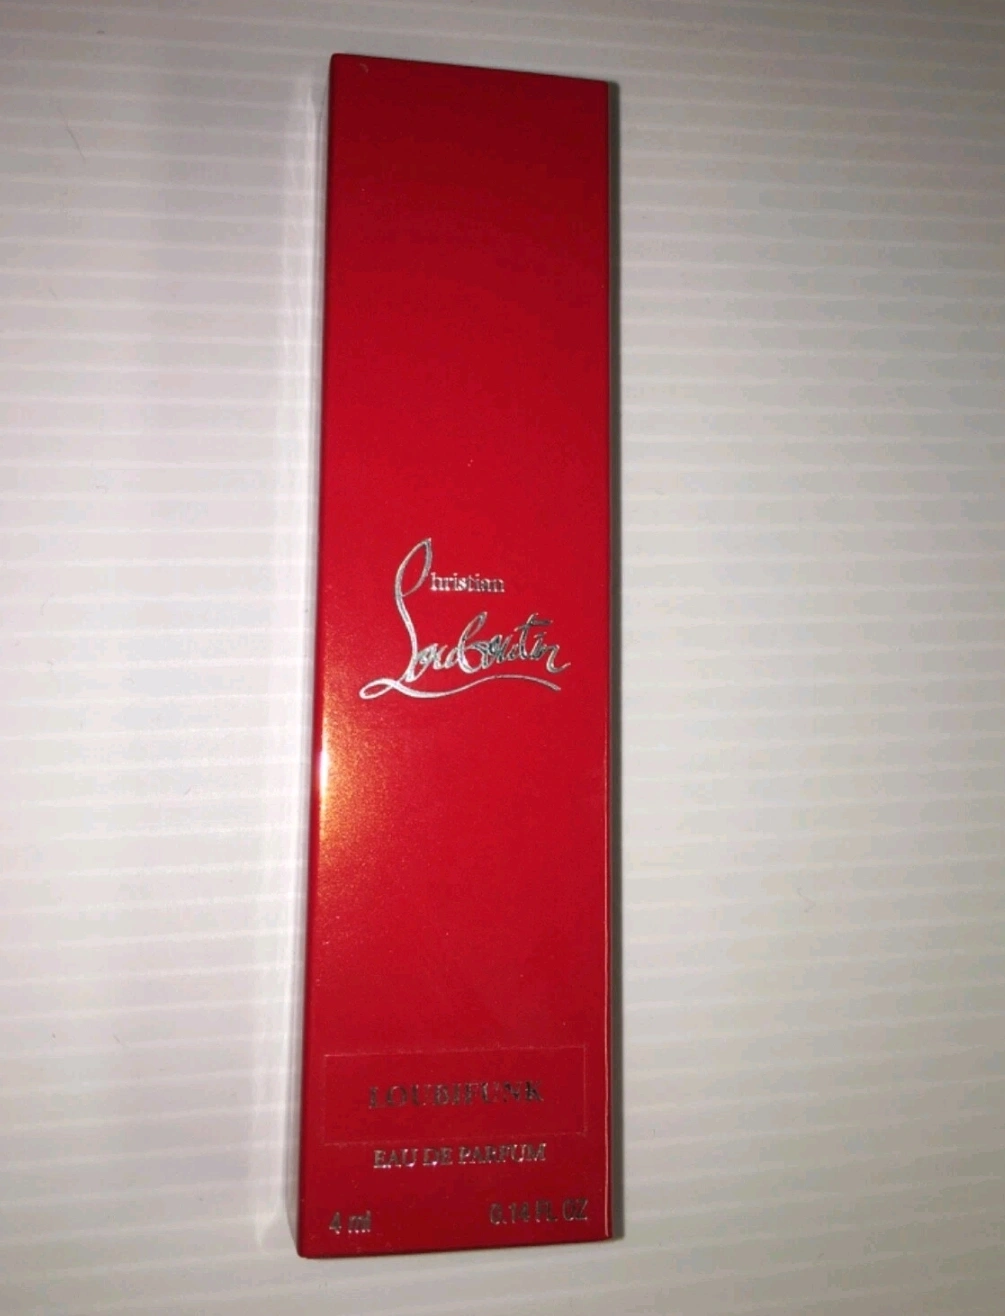 Christian
Louboutin
LOUBIFUNK
EAU DE PARFUM
4 ml 0.14 FL OZ